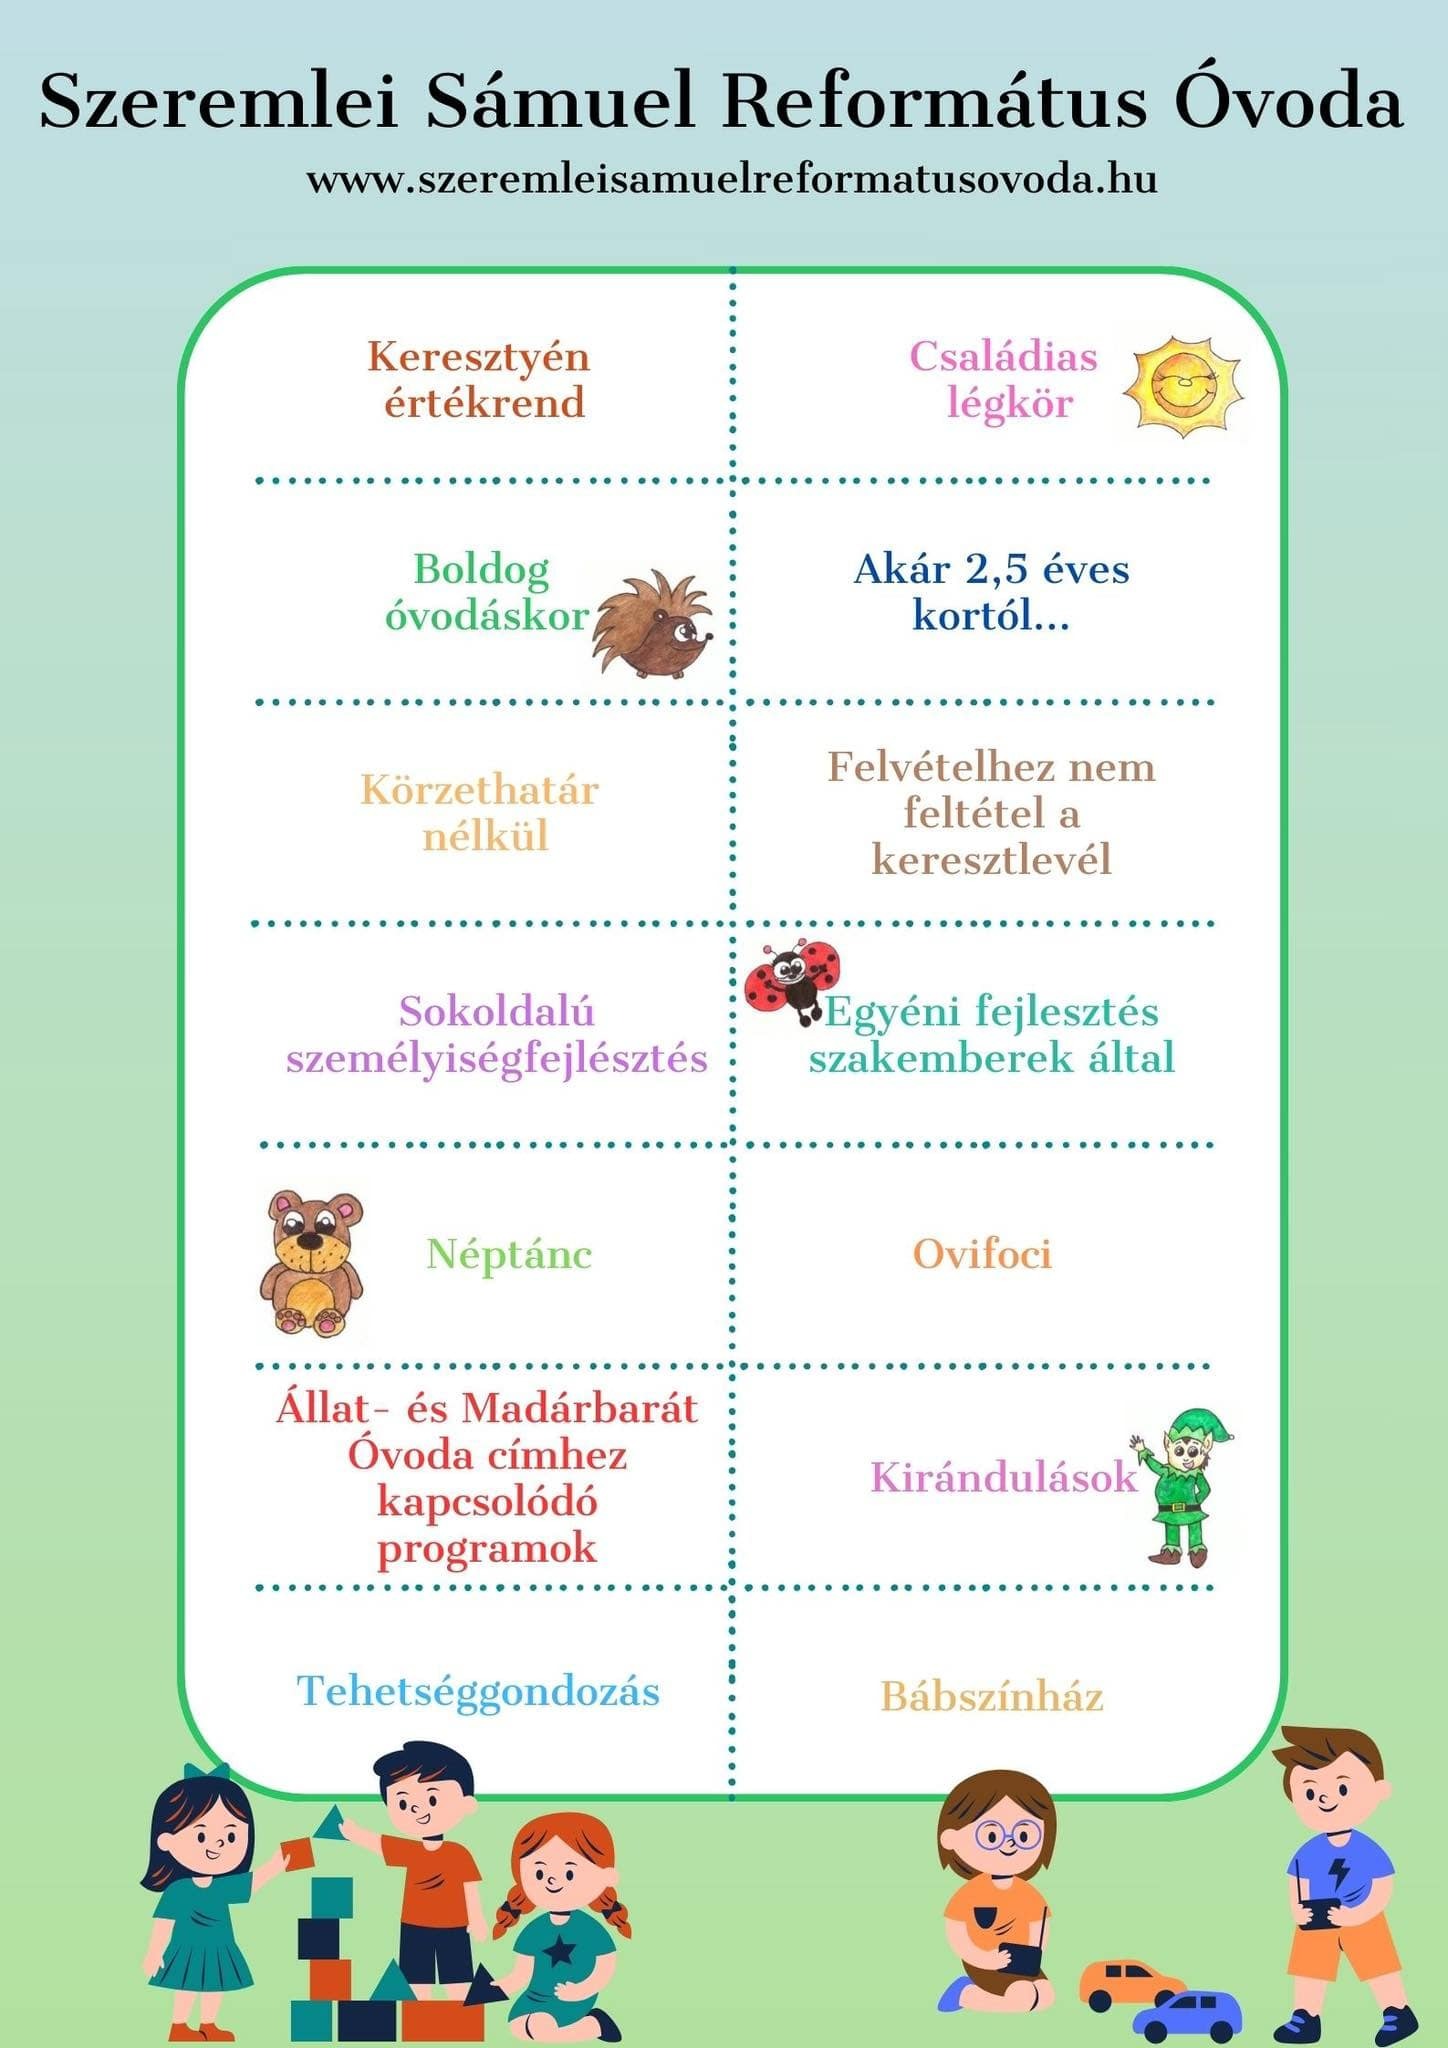 Szeremlei Sámuel Református Óvoda
www.szeremleisamuelreformatusovoda.hu
Keresztyén
értékrend
Családias
légkör
Boldog
óvodáskor
Akár 2,5 éves
kortól...
Körzethatár
nélkül
Felvételhez nem
feltétel a
keresztlevél
Sokoldalú
személyiségfejlésztés
Egyéni fejlesztés
szakemberek által
Néptánc
Ovifoci
Állat- és Madárbarát
Óvoda címhez
kapcsolódó
programok
Kirándulások
Tehetséggondozás
Bábszínház